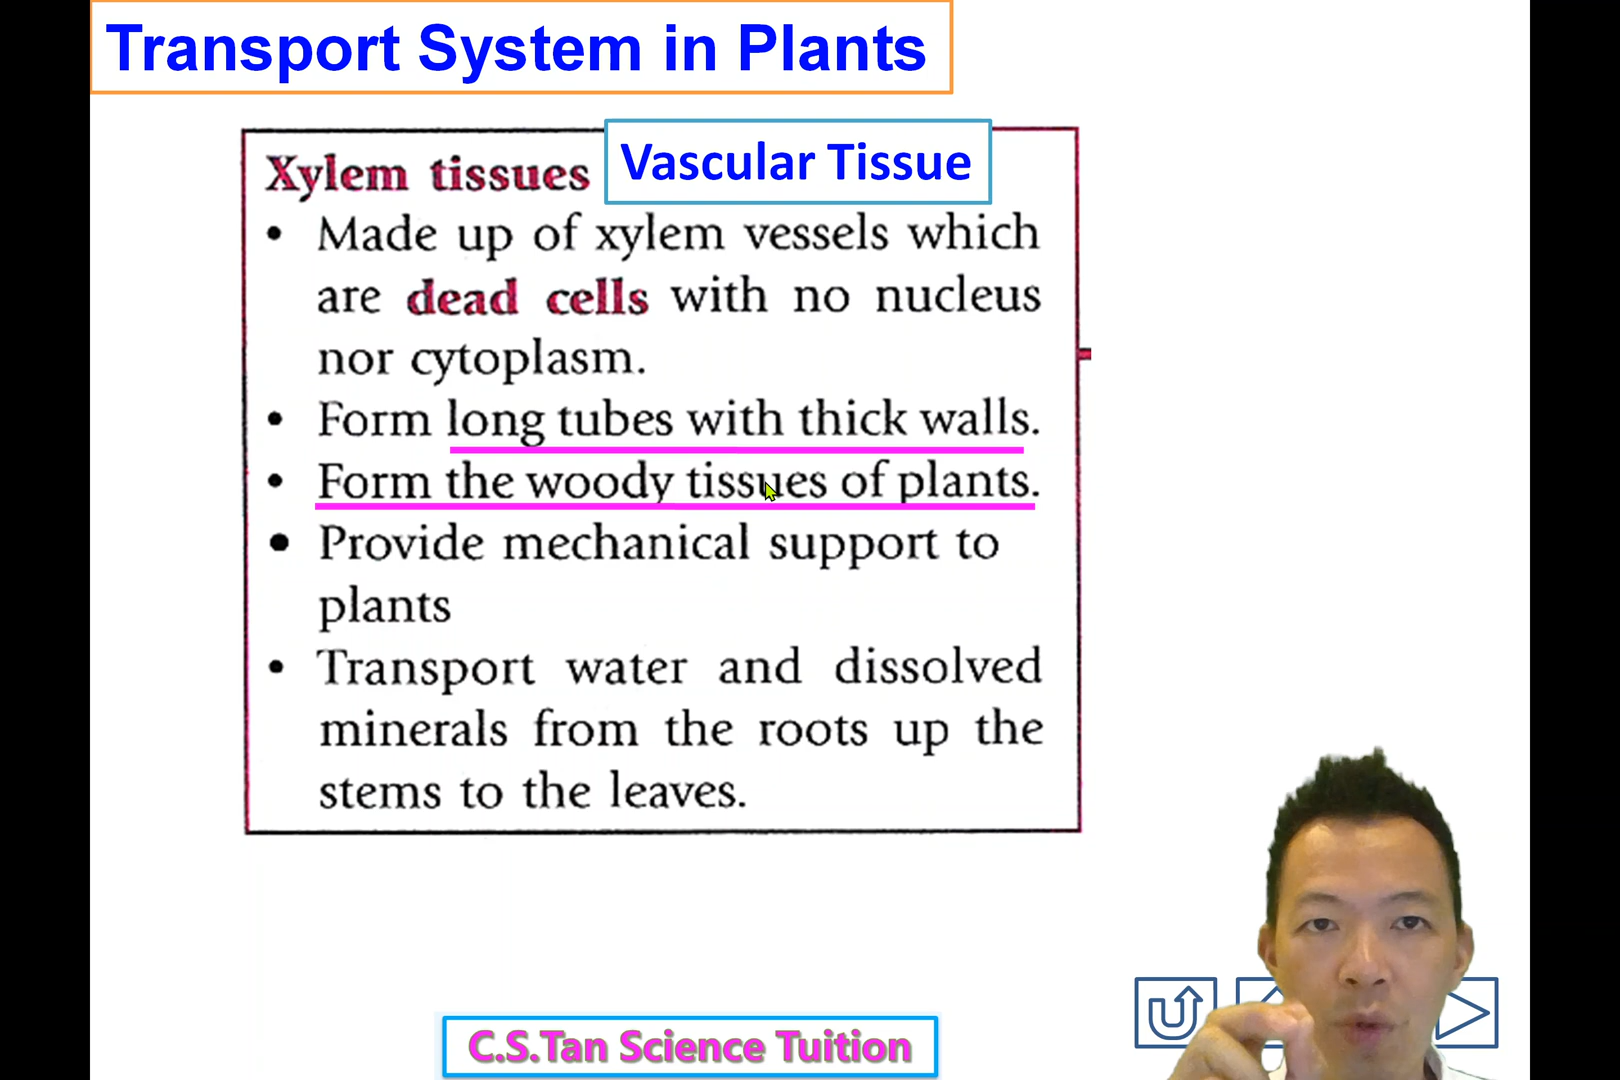 Transport System in Plants
Xylem tissues
Vascular Tissue
• Made up of xylem vessels which
are dead cells with no nucleus
nor cytoplasm.
• Form long tubes with thick walls.
• Form the woody tissues of plants.
• Provide mechanical support to
plants
• Transport water and dissolved
minerals from the roots up the
stems to the leaves.
C.S.Tan Science Tuition